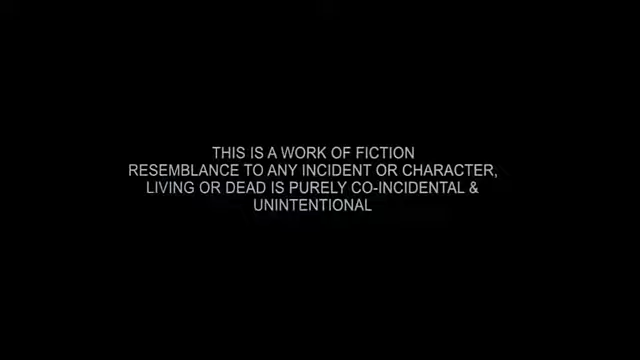 THIS IS A WORK OF FICTION
RESEMBLANCE TO ANY INCIDENT OR CHARACTER,
LIVING OR DEAD IS PURELY CO-INCIDENTAL &
UNINTENTIONAL